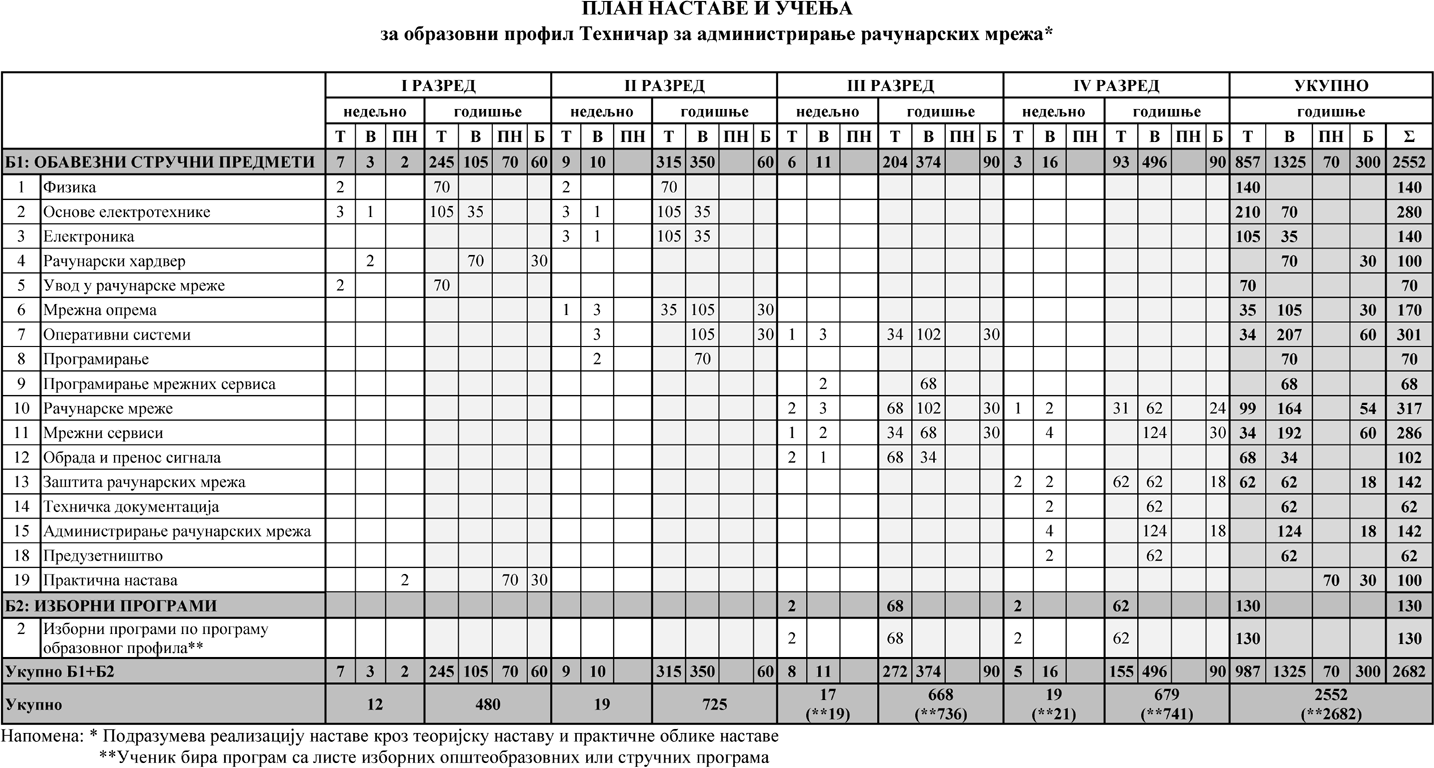 ПЛАН НАСТАВЕ И УЧЕЊА
за образовни профил Техничар за администрирање рачунарских мрежа*
I РАЗРЕД II РАЗРЕД III РАЗРЕД IV РАЗРЕД УКУПНО
недељно годишње недељно годишње недељно годишње недељно годишње годишње
Т В ПН Т В ПН Б Т В ПН Т В ПН Б Т В ПН Т В ПН Б Т В ПН Т В ПН Б Т В ПН Б Σ
Б1: ОБАВЕЗНИ СТРУЧНИ ПРЕДМЕТИ 7 3 2 245 105 70 60 9 10 315 350 60 6 11 204 374 90 3 16 93 496 90 857 1325 70 300 2552
1 Физика 2 70 2 70 140 140
2 Основе електротехнике 3 1 105 35 3 1 105 35 210 70 280
3 Електроника 3 1 105 35 105 35 140
4 Рачунарски хардвер 2 70 30 70 30 100
5 Увод у рачунарске мреже 2 70 70 70
6 Мрежна опрема 1 3 35 105 30 35 105 30 170
7 Оперативни системи 3 105 30 1 3 34 102 30 34 207 60 301
8 Програмирање 2 70 70 70
9 Програмирање мрежних сервиса 2 68 68 68
10 Рачунарске мреже 2 3 68 102 30 1 2 31 62 24 99 164 54 317
11 Мрежни сервиси 1 2 34 68 30 4 124 30 34 192 60 286
12 Обрада и пренос сигнала 2 1 68 34 68 34 102
13 Заштита рачунарских мрежа 2 2 62 62 18 62 62 18 142
14 Техничка документација 2 62 62 62
15 Администрирање рачунарских мрежа 4 124 18 124 18 142
18 Предузетништво 2 62 62 62
19 Практична настава 2 70 30 70 30 100
Б2: ИЗБОРНИ ПРОГРАМИ 2 68 2 62 130 130
2 Изборни програми по програму
образовног профила** 2 68 2 62 130 130
Укупно Б1+Б2 7 3 2 245 105 70 60 9 10 315 350 60 8 11 272 374 90 5 16 155 496 90 987 1325 70 300 2682
Укупно 12 480 19 725 17 668 19 679 2552
(**19) (**736) (**21) (**741) (**2682)
Напомена: * Подразумева реализацију наставе кроз теоријску наставу и практичне облике наставе
**Ученик бира програм са листе изборних општеобразовних или стручних програма